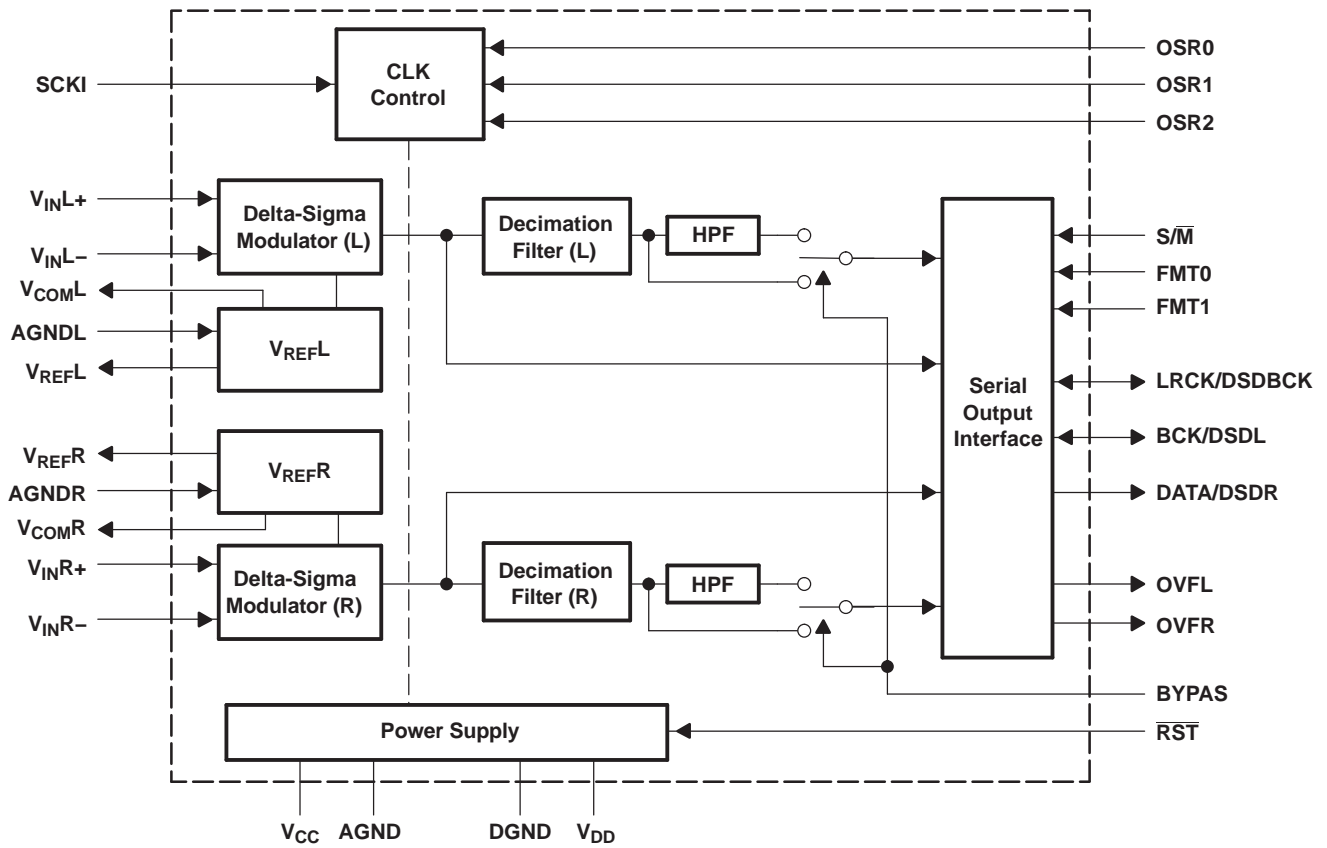 SCKI
CLK
Control
OSR0
OSR1
OSR2
VINL+
VINL–
VCOML
AGNDL
VREFL
Delta-Sigma
Modulator (L)
VREFL
Decimation
Filter (L)
HPF
Serial
Output
Interface
S/M̅
FMT0
FMT1
LRCK/DSDBCK
BCK/DSDL
DATA/DSDR
OVFL
OVFR
BYPAS
R̅S̅T̅
VREFR
AGNDR
VCOMR
VINR+
VINR–
VREFR
Delta-Sigma
Modulator (R)
Decimation
Filter (R)
HPF
Power Supply
VCC
AGND
DGND
VDD